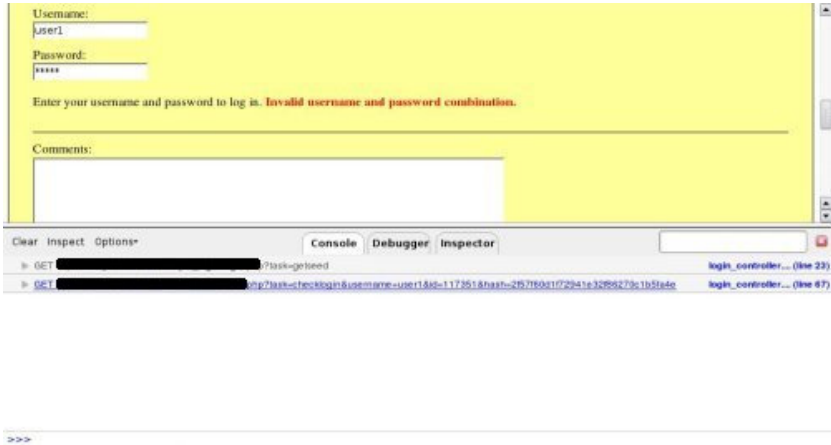 Username:
user1
Password:
*****
Enter your username and password to log in. Invalid username and password combination.
Comments:
Clear Inspect Options
Console Debugger Inspector
GET ?task=getseed login_controller.... (line 23)
GET .php?task=checklogin&username=user1&id=117351& login_controller.... (line 67)
>>>